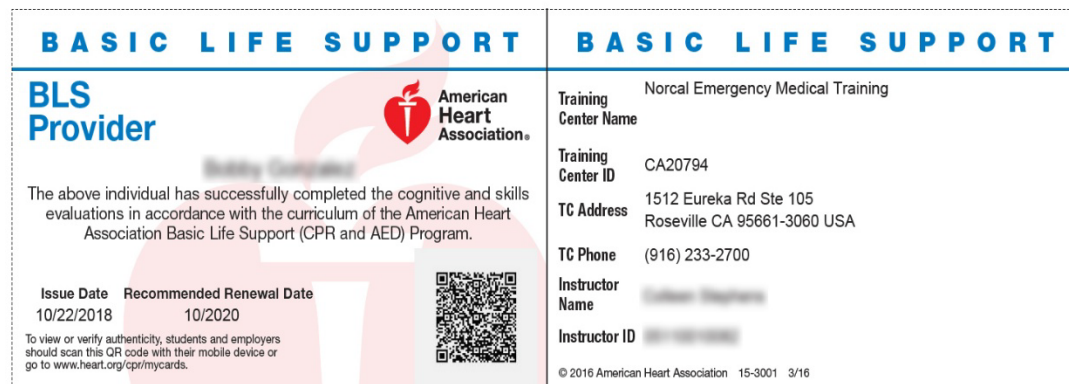 BASIC LIFE SUPPORT
BLS
Provider
American
Heart
Association®
The above individual has successfully completed the cognitive and skills
evaluations in accordance with the curriculum of the American Heart
Association Basic Life Support (CPR and AED) Program.
Issue Date Recommended Renewal Date
10/22/2018 10/2020
To view or verify authenticity, students and employers
should scan this QR code with their mobile device or
go to www.heart.org/cpr/mycards.
BASIC LIFE SUPPORT
Training
Center Name
Norcal Emergency Medical Training
Training
Center ID
CA20794
TC Address
1512 Eureka Rd Ste 105
Roseville CA 95661-3060 USA
TC Phone (916) 233-2700
Instructor
Name
Instructor ID
© 2016 American Heart Association 15-3001 3/16